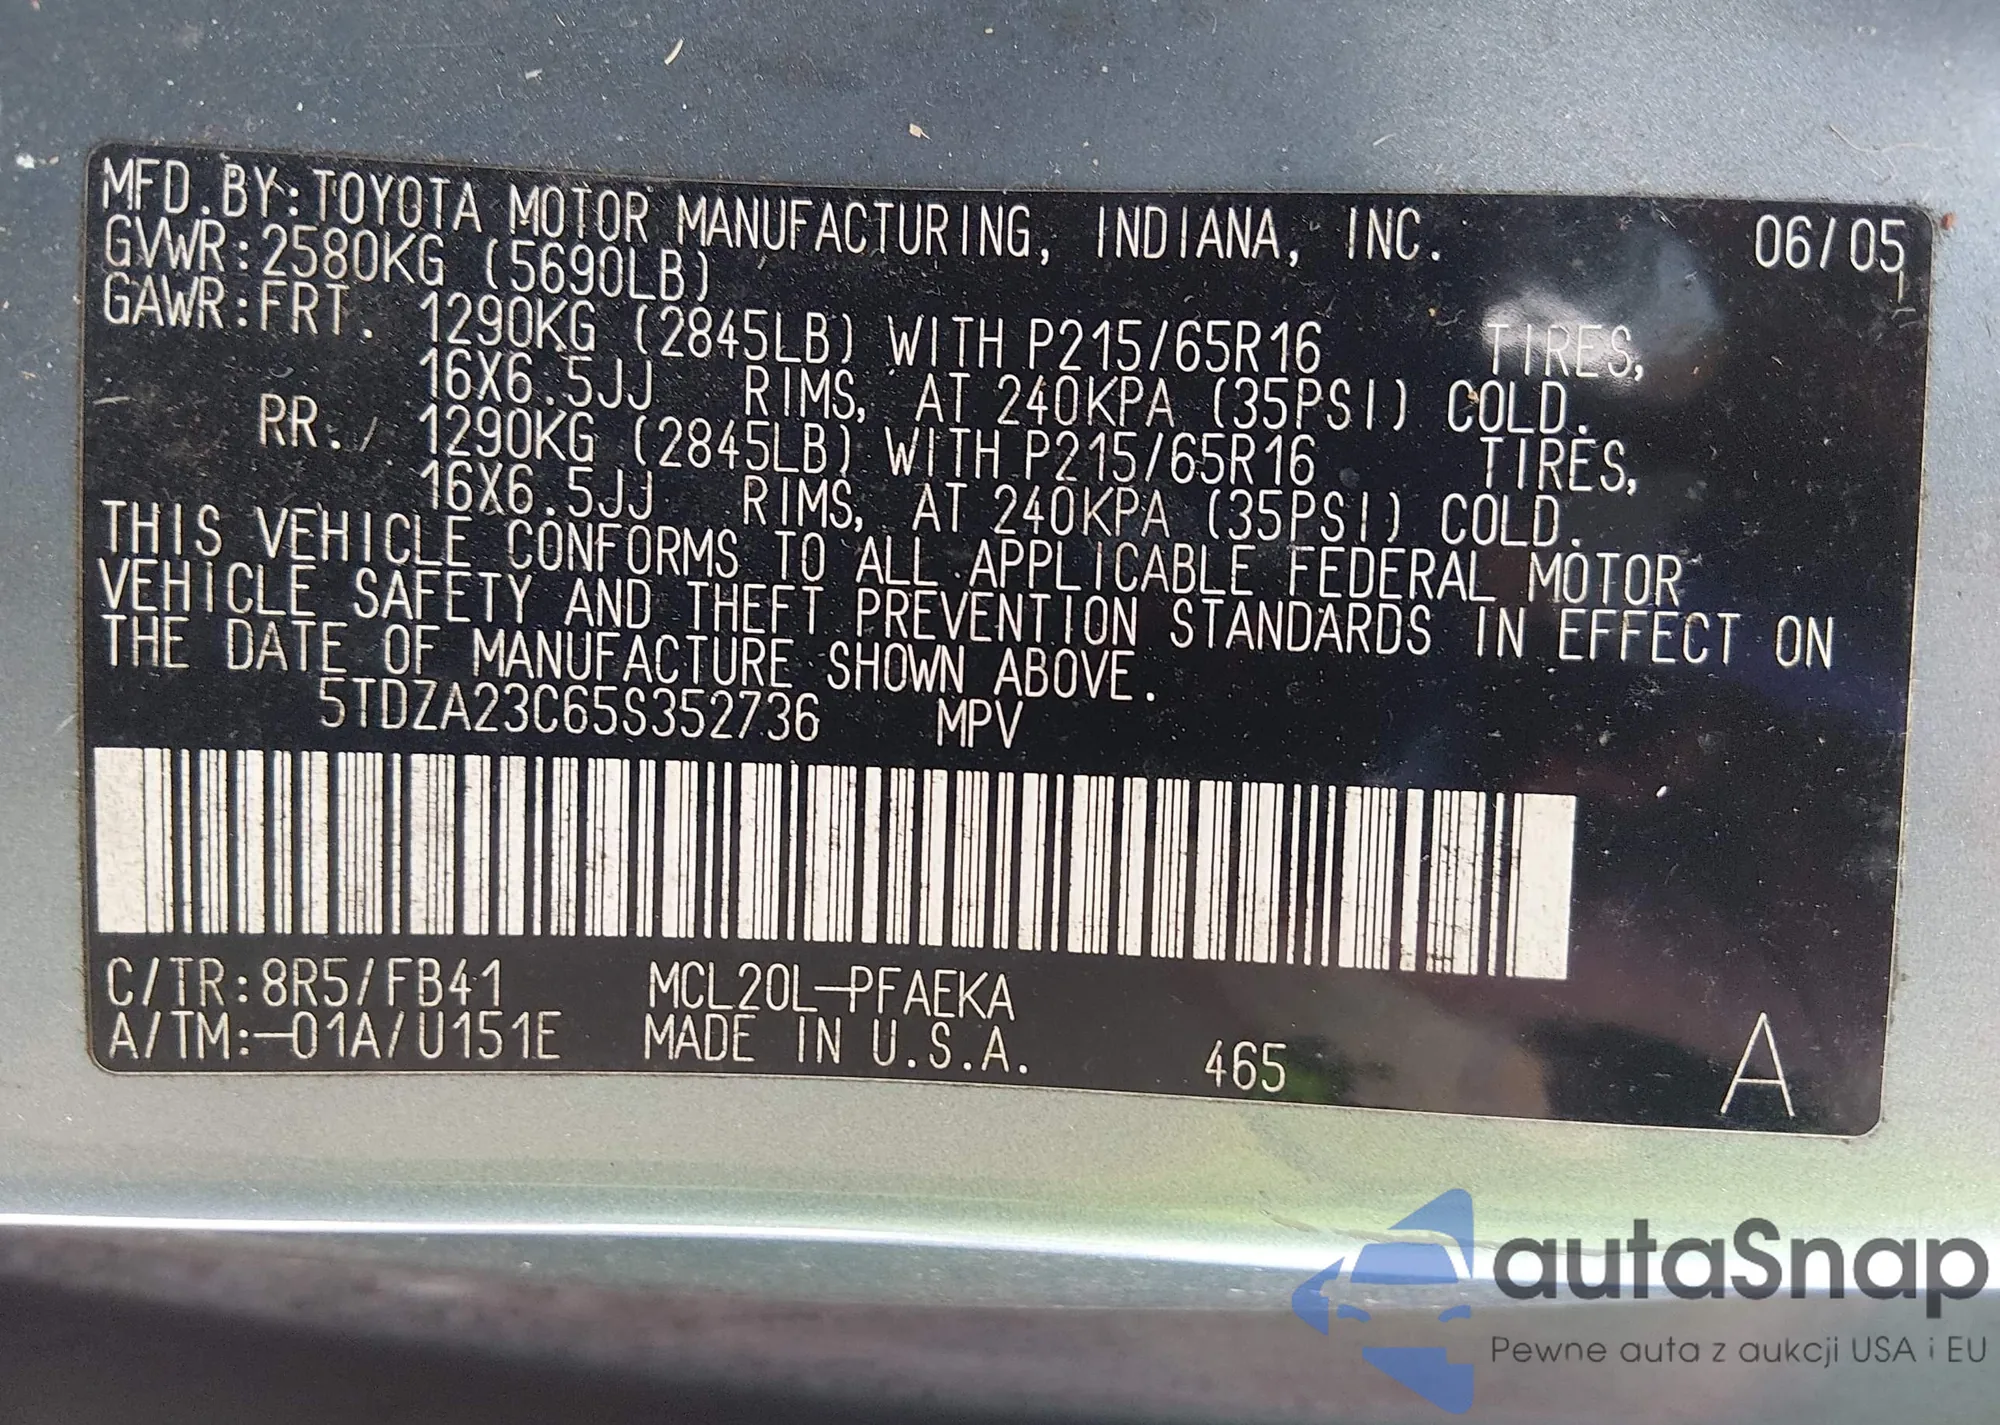 MFD.BY:TOYOTA MOTOR MANUFACTURING, INDIANA, INC. 06/05
GVWR:2580KG (5690LB)
GAWR:FRT. 1290KG (2845LB) WITH P215/65R16 TIRES,
16X6.5JJ RIMS, AT 240KPA (35PSI) COLD.
RR. 1290KG (2845LB) WITH P215/65R16 TIRES,
16X6.5JJ RIMS, AT 240KPA (35PSI) COLD.
THIS VEHICLE CONFORMS TO ALL APPLICABLE FEDERAL MOTOR
VEHICLE SAFETY AND THEFT PREVENTION STANDARDS IN EFFECT ON
THE DATE OF MANUFACTURE SHOWN ABOVE.
5TDZA23C65S352736 MPV
C/TR:8R5/FB41 MCL20L-PFAEKA
A/TM:-01A/U151E MADE IN U.S.A. 465 A
autaSnap
Pewne auta z aukcji USA i EU